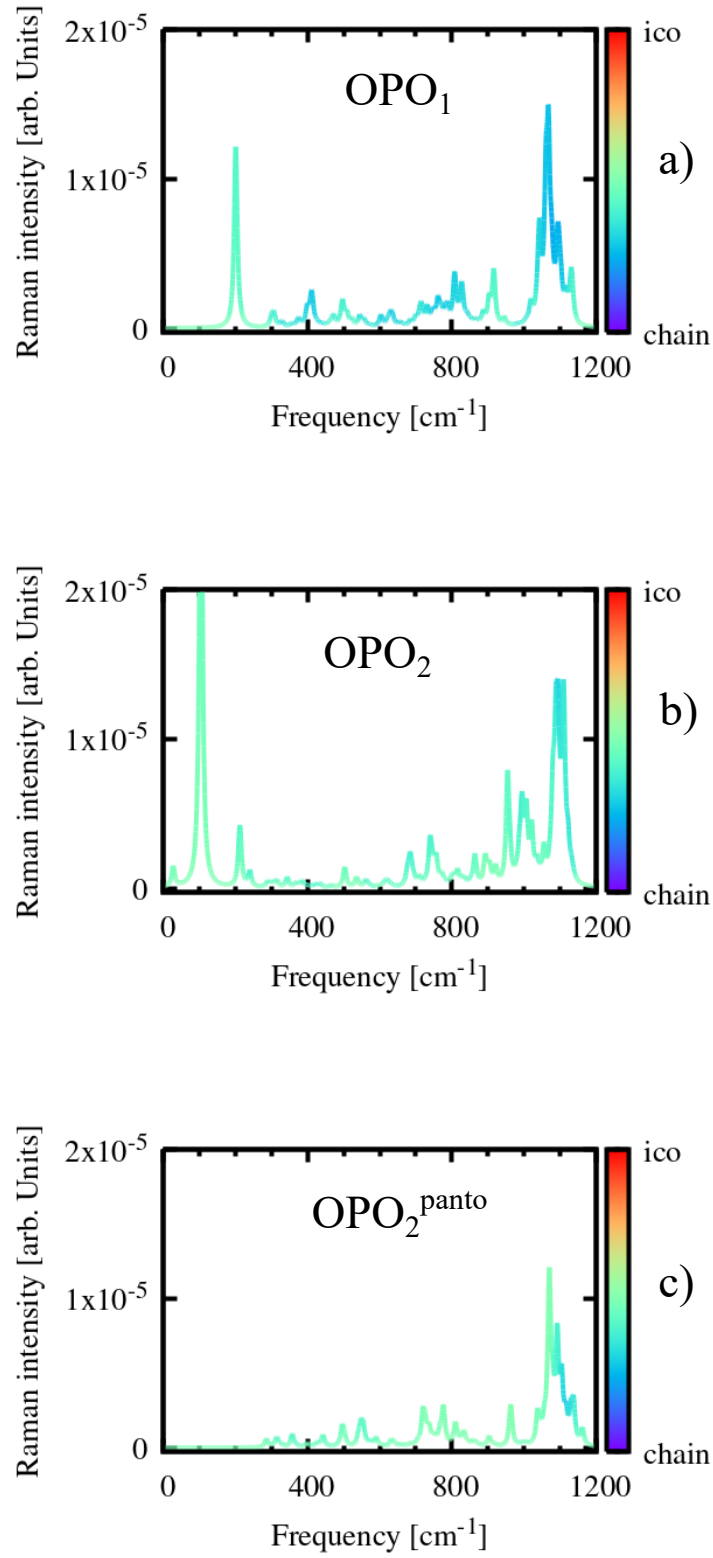 2x10-5
ico
OPO1
a)
1x10-5
Raman intensity [arb. Units]
0
chain
0 400 800 1200
Frequency [cm-1]
2x10-5
ico
OPO2
b)
1x10-5
Raman intensity [arb. Units]
0
chain
0 400 800 1200
Frequency [cm-1]
2x10-5
ico
OPO2panto
c)
1x10-5
Raman intensity [arb. Units]
0
chain
0 400 800 1200
Frequency [cm-1]